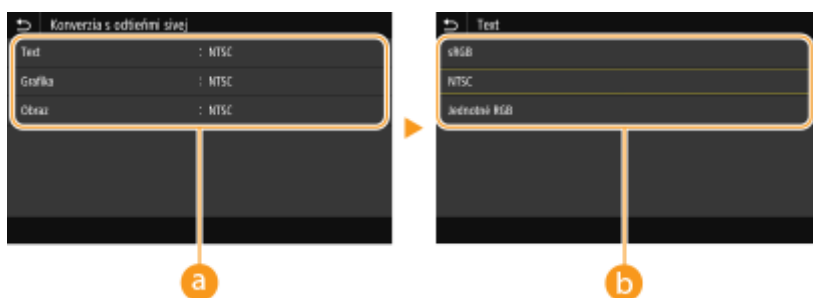 Konverzia s odtieňmi sivej
Text : NTSC
Grafika : NTSC
Obraz : NTSC
a
Text
sRGB
NTSC
Jednotné RGB
b